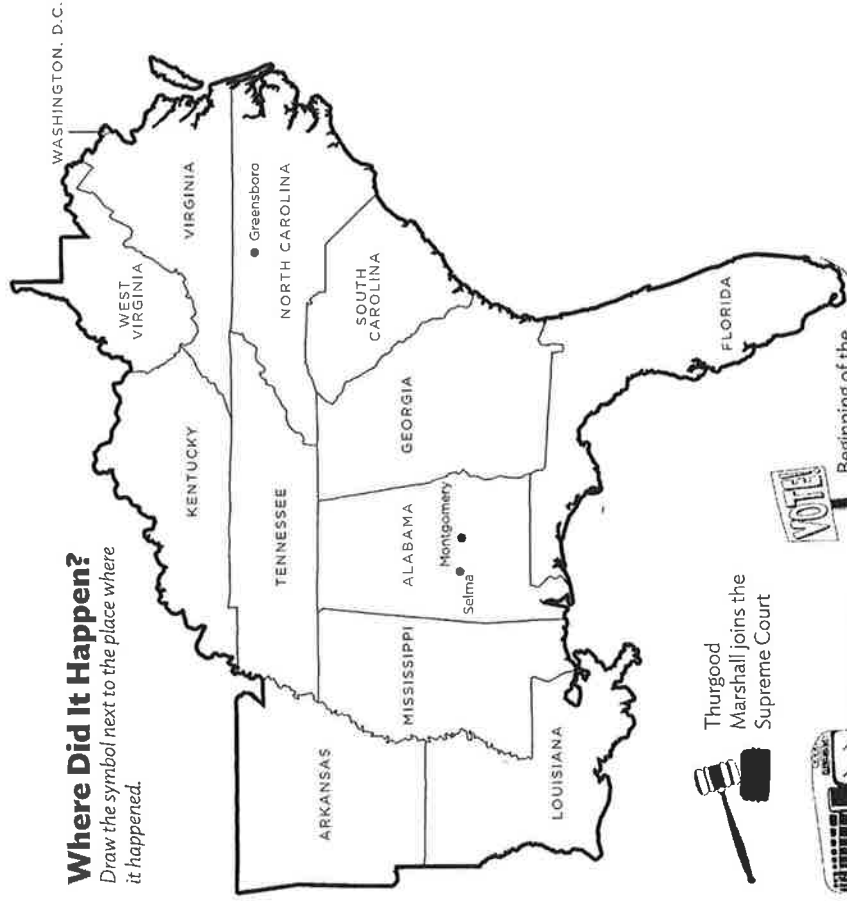 Where Did It Happen?
Draw the symbol next to the place where
it happened.
WASHINGTON, D.C.
WEST
VIRGINIA
VIRGINIA
KENTUCKY
Greensboro
NORTH CAROLINA
TENNESSEE
SOUTH
CAROLINA
ARKANSAS
MISSISSIPPI
ALABAMA
GEORGIA
Montgomery
Selma
LOUISIANA
FLORIDA
Thurgood
Marshall joins the
Supreme Court
VOTE!
Beginning of the